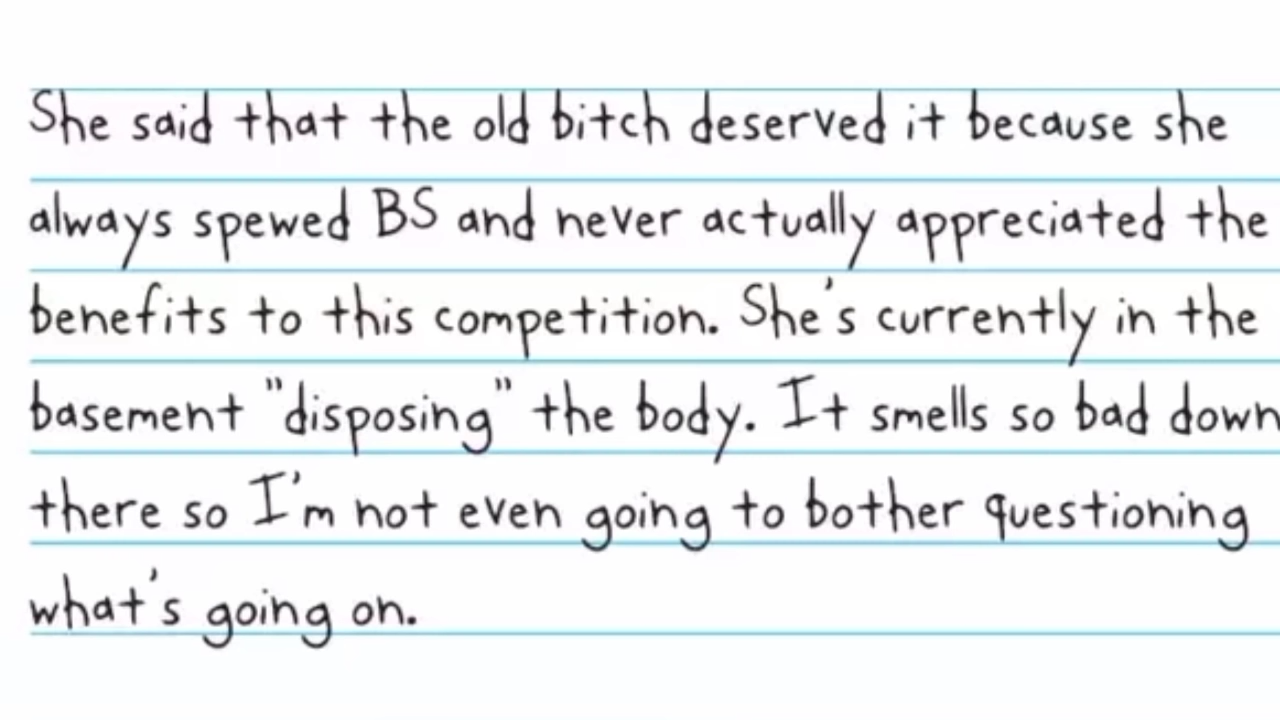 She said that the old bitch deserved it because she
always spewed BS and never actually appreciated the
benefits to this competition. She's currently in the
basement "disposing" the body. It smells so bad down
there so I'm not even going to bother questioning
what's going on.